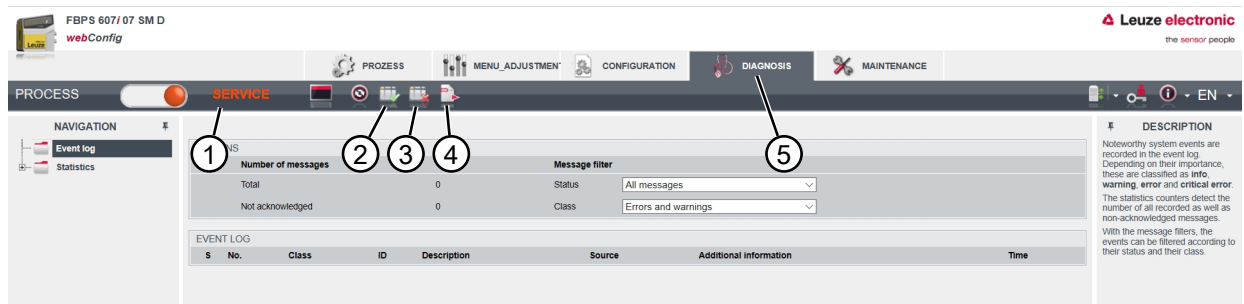 FBPS 607i 07 SM D
webConfig
Leuze
Leuze electronic
the sensor people
PROZESS
MENU_ADJUSTMEN
CONFIGURATION
DIAGNOSIS
MAINTENANCE
PROCESS
SERVICE
EN
1
2
3
4
5
NAVIGATION
Event log
Statistics
NS
Number of messages
Message filter
Total 0 Status All messages
Not acknowledged 0 Class Errors and warnings
EVENT LOG
S No. Class ID Description Source Additional information Time
DESCRIPTION
Noteworthy system events are
recorded in the event log.
Depending on their importance,
these are classified as info,
warning, error and critical error.
The statistics counters detect the
number of all recorded as well as
non-acknowledged messages.
With the message filters, the
events can be filtered according to
their status and their class.